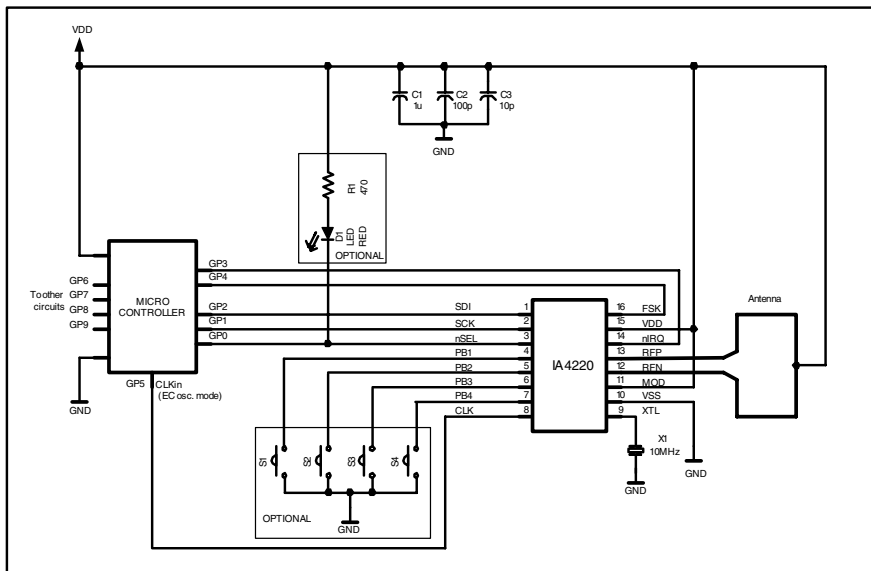 VDD
C1
1u
C2
100p
C3
10p
GND
R1
470
D1
LED
RED
OPTIONAL
MICRO
CONTROLLER
To other
circuits
GP6
GP7
GP8
GP9
GP3
GP4
GP2
GP1
GP0
GP5
CLKin
(EC osc. mode)
GND
SDI
SCK
nSEL
PB1
PB2
PB3
PB4
CLK
1
2
3
4
5
6
7
8
IA4220
16
15
14
13
12
11
10
9
FSK
VDD
nIRQ
RFP
RFN
MOD
VSS
XTL
Antenna
X1
10MHz
GND
GND
S1
S2
S3
S4
OPTIONAL
GND